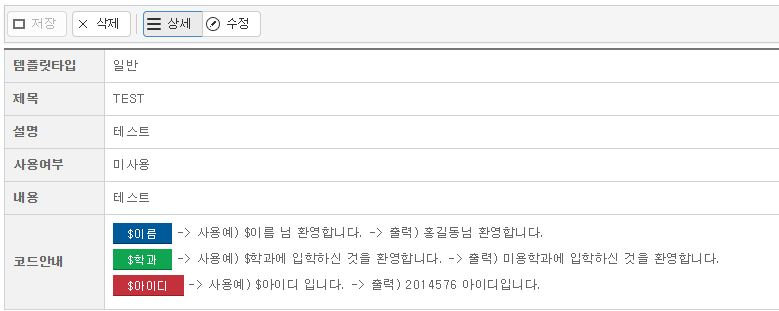 저장 삭제 상세 수정
템플릿타입 일반
제목 TEST
설명 테스트
사용여부 미사용
내용 테스트
코드안내
$이름 -> 사용예) $이름 님 환영합니다. -> 출력) 홍길동님 환영합니다.
$학과 -> 사용예) $학과에 입학하신 것을 환영합니다. -> 출력) 미용학과에 입학하신 것을 환영합니다.
$아이디 -> 사용예) $아이디 입니다. -> 출력) 2014576 아이디입니다.